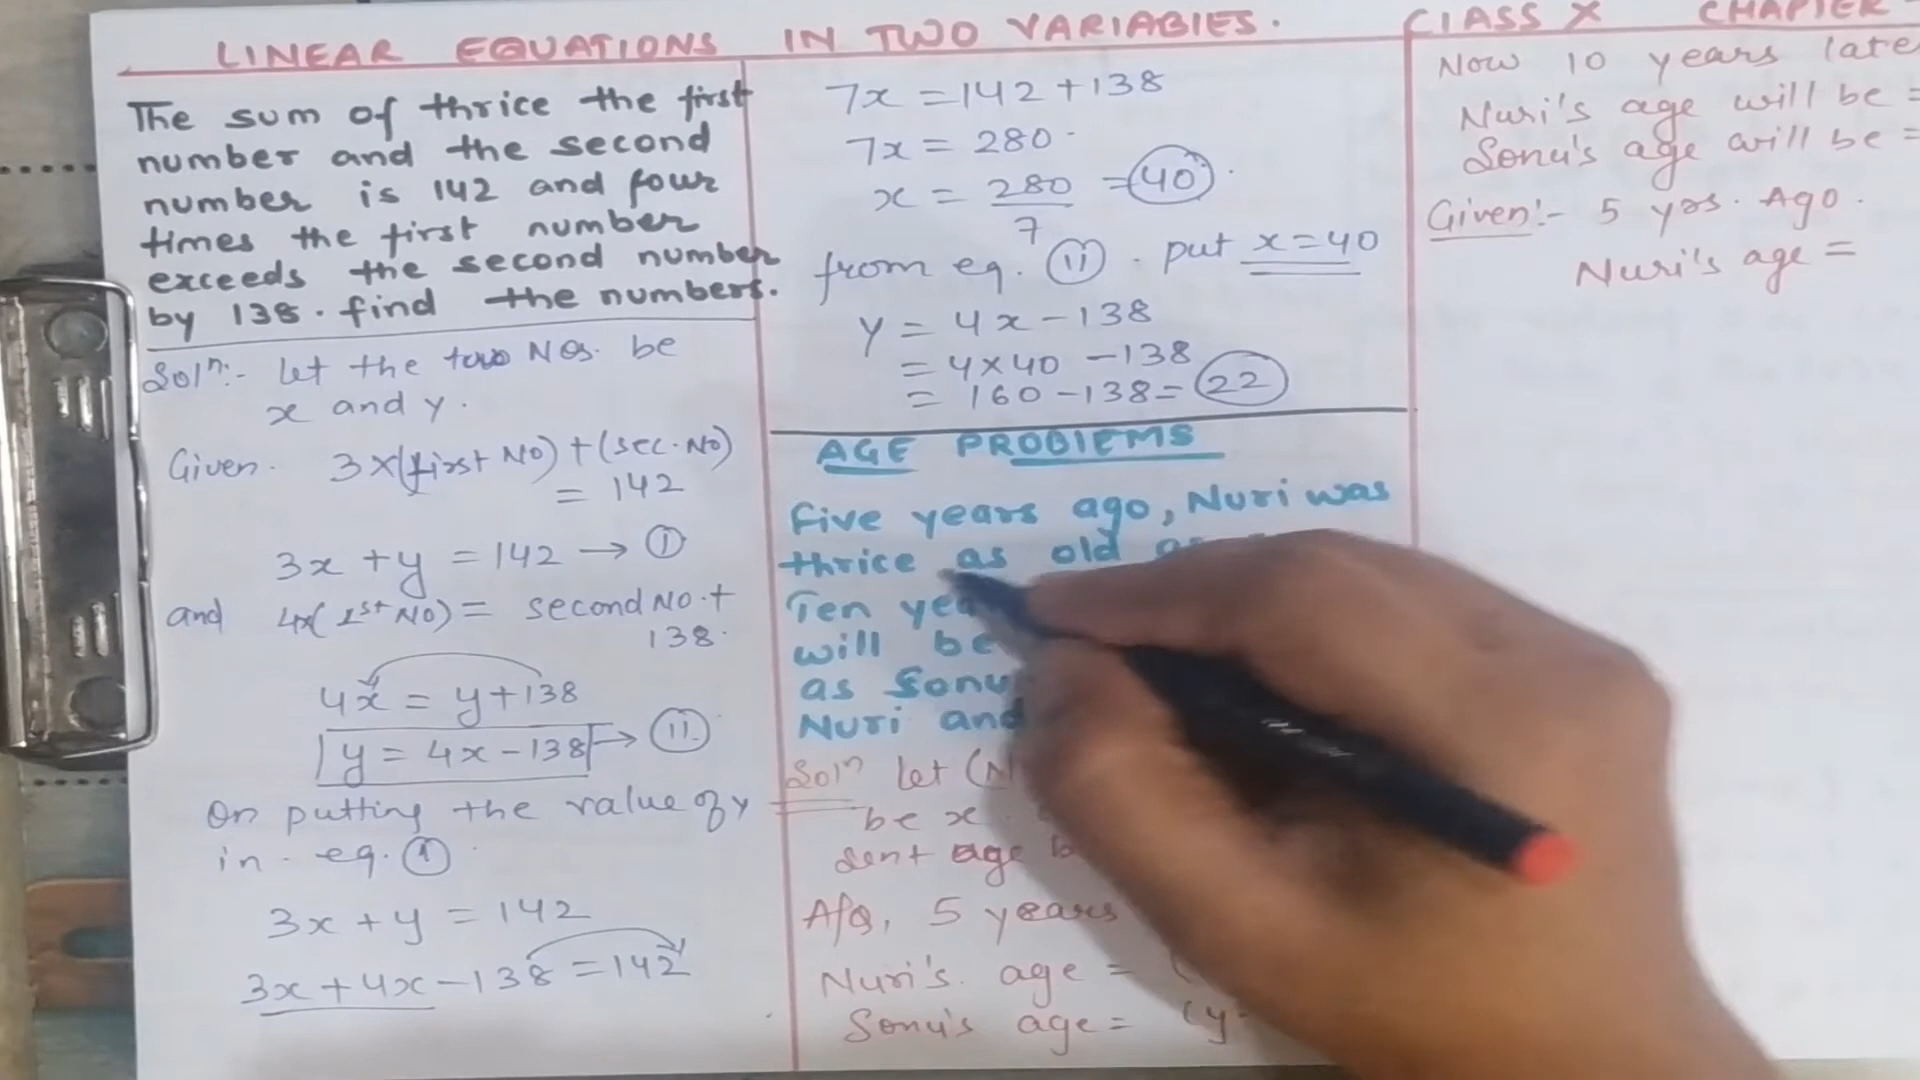 LINEAR EQUATIONS IN TWO VARIABLES. CLASS X CHAPTER
The sum of thrice the first
number and the second
number is 142 and four
times the first number
exceeds the second number
by 138. find the numbers.
Solⁿ:- Let the two NOs. be
x and y.
Given. 3×(first NO) + (sec. NO)
= 142
3x + y = 142 → (I)
and 4x( 1st NO) = second NO. +
138.
4x = y + 138
y = 4x - 138 → (II)
On putting the value of y
in eq. (1)
3x + y = 142
3x + 4x - 138 = 142
7x = 142 + 138
7x = 280
x = 280/7 = 40
from eq. (II). put x = 40
y = 4x - 138
= 4×40 - 138
= 160 - 138 = 22
AGE PROBLEMS
Five years ago, Nuri was
thrice as old
Ten
will be
as Sonu
Nuri and
Solⁿ let
be x.
sent age
A/Q, 5 years
Nuri's. age = (
Sonu's age = (y-
Now 10 years late
Nuri's age will be =
Sonu's age will be =
Given:- 5 yrs. Ago.
Nuri's age =